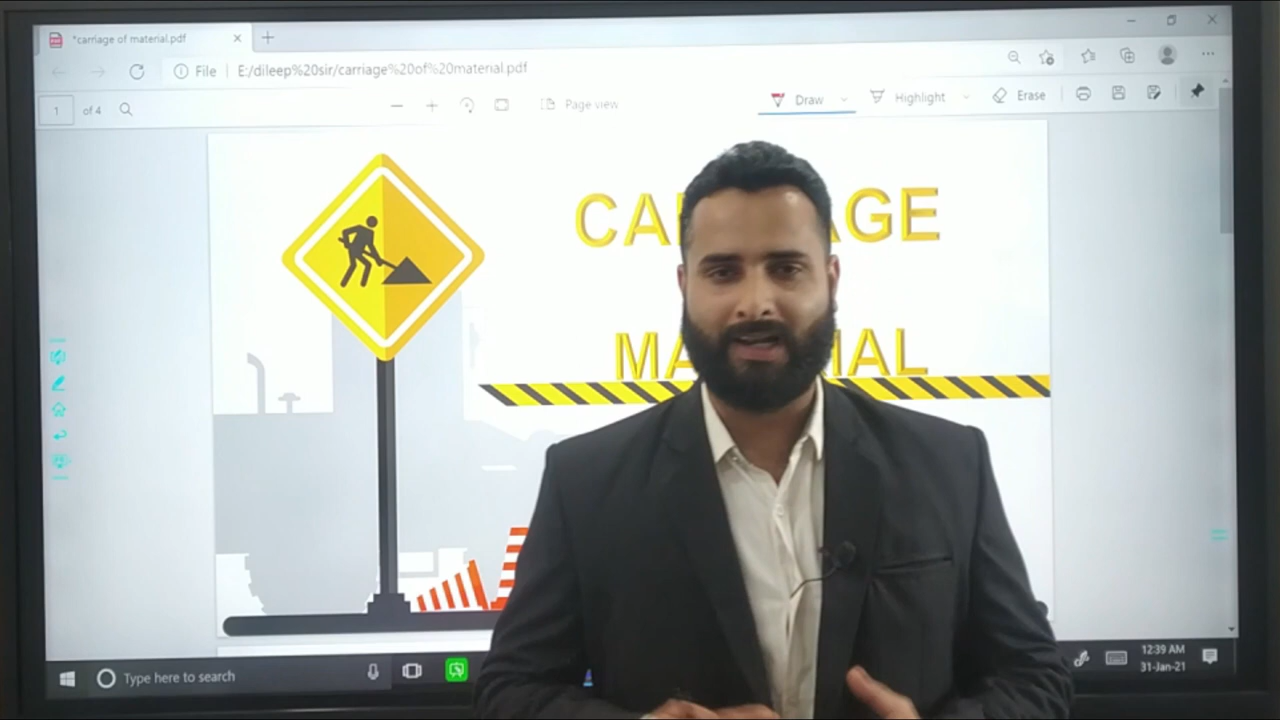 *carriage of material.pdf
File
E:/dileep%20sir/carriage%20of%20material.pdf
1 of 4
Page view
Draw
Highlight
Erase
CA AGE
MA IAL
Type here to search
12:39 AM
31-Jan-21